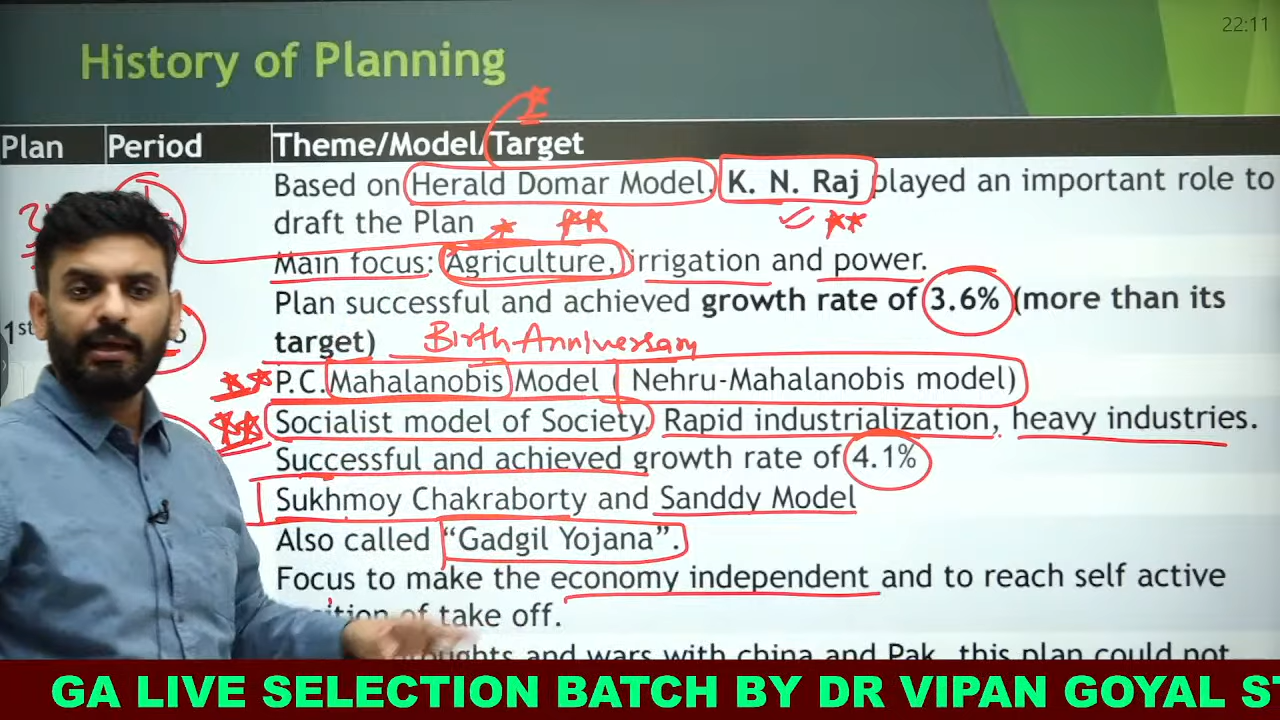 22:11
History of Planning
Plan Period Theme/Model/Target
Based on Herald Domar Model, K. N. Raj played an important role to
draft the Plan
Main focus: Agriculture, irrigation and power.
Plan successful and achieved growth rate of 3.6% (more than its
1st
target) Birth Anniversary
P.C. Mahalanobis Model ( Nehru-Mahalanobis model)
Socialist model of Society, Rapid industrialization, heavy industries.
Successful and achieved growth rate of 4.1%
Sukhmoy Chakraborty and Sanddy Model
Also called "Gadgil Yojana".
Focus to make the economy independent and to reach self active
of take off.
and wars with china and Pak, this plan could not
GA LIVE SELECTION BATCH BY DR VIPAN GOYAL